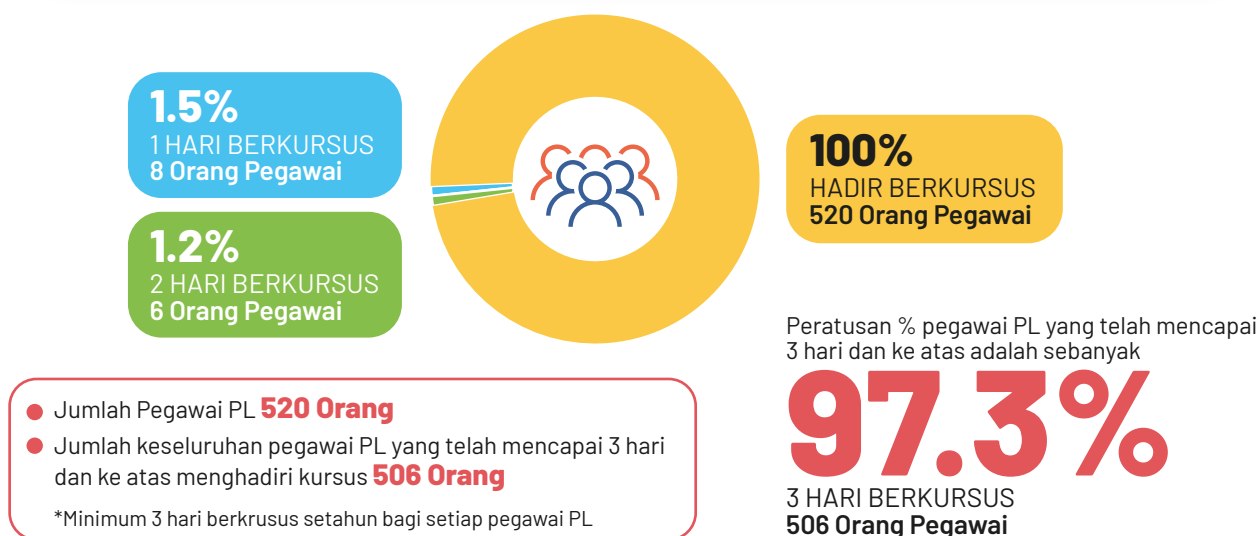 1.5%
1 HARI BERKURSUS
8 Orang Pegawai
1.2%
2 HARI BERKURSUS
6 Orang Pegawai
100%
HADIR BERKURSUS
520 Orang Pegawai
Peratusan % pegawai PL yang telah mencapai
3 hari dan ke atas adalah sebanyak
97.3%
3 HARI BERKURSUS
506 Orang Pegawai
Jumlah Pegawai PL 520 Orang
Jumlah keseluruhan pegawai PL yang telah mencapai 3 hari
dan ke atas menghadiri kursus 506 Orang
*Minimum 3 hari berkrusus setahun bagi setiap pegawai PL